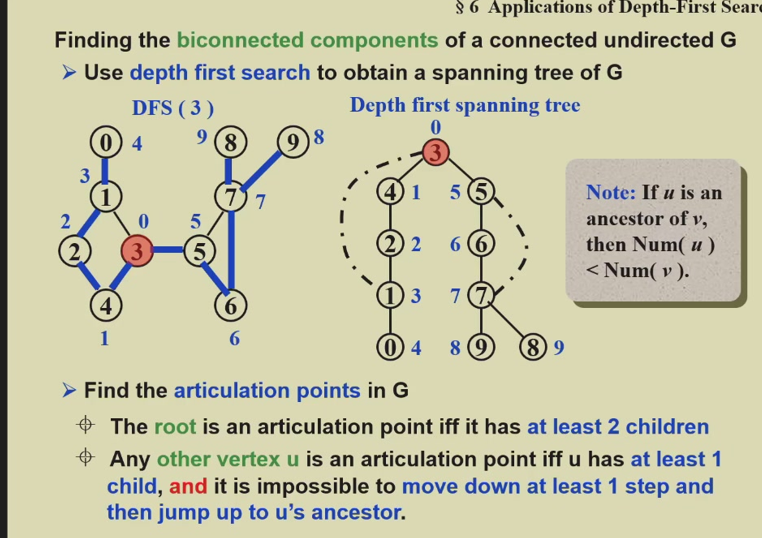 § 6 Applications of Depth-First Sear
Finding the biconnected components of a connected undirected G
➢ Use depth first search to obtain a spanning tree of G
DFS ( 3 )
Depth first spanning tree
0 4
9 8
9 8
3
1
7 7
2
0
5
2
3
5
4
6
1
6
0
3
4 1
5 5
2 2
6 6
1 3
7 7
0 4
8 9
8 9
Note: If u is an
ancestor of v,
then Num( u )
< Num( v ).
➢ Find the articulation points in G
The root is an articulation point iff it has at least 2 children
Any other vertex u is an articulation point iff u has at least 1
child, and it is impossible to move down at least 1 step and
then jump up to u's ancestor.